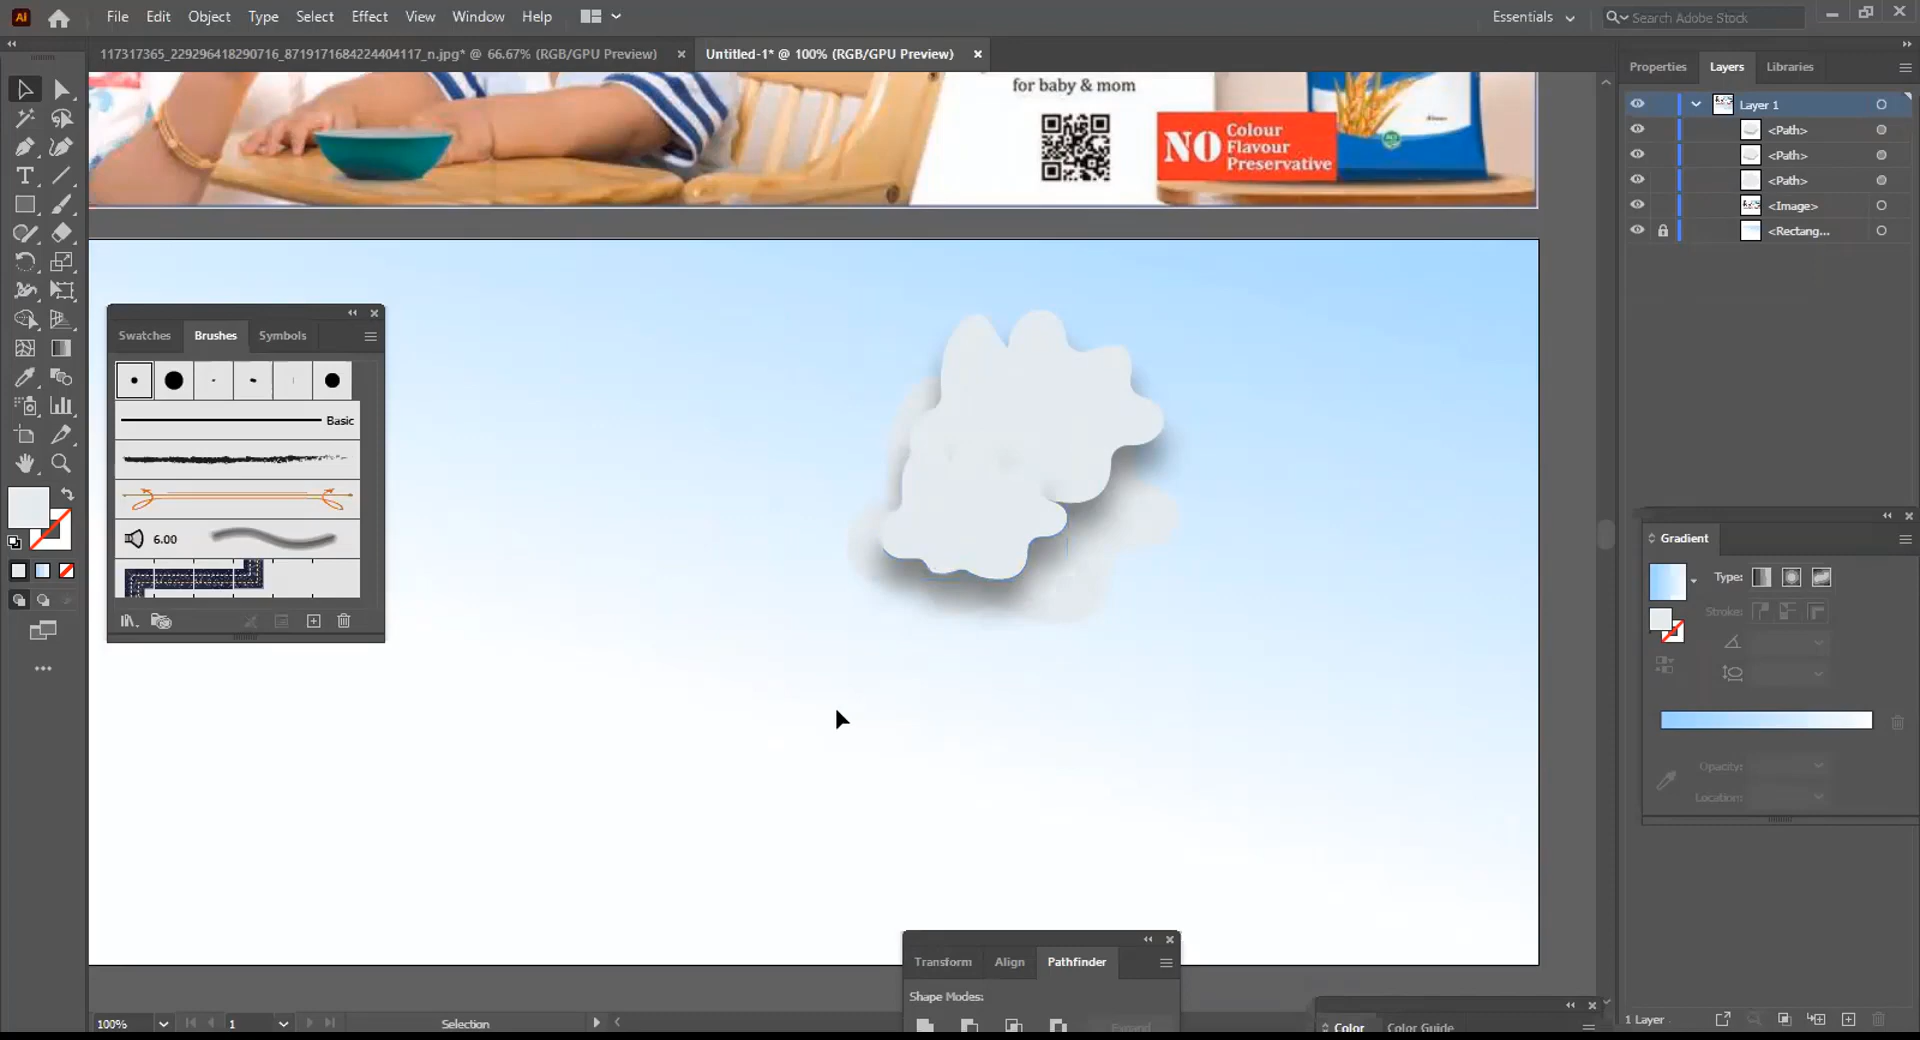 Ai File Edit Object Type Select Effect View Window Help Essentials Search Adobe Stock
117317365_229296418290716_8719171684224404117_n.jpg* @ 66.67% (RGB/GPU Preview) Untitled-1* @ 100% (RGB/GPU Preview)
Properties Layers Libraries
Layer 1
<Path>
<Path>
<Path>
<Image>
<Rectang...
for baby & mom
NO Colour
Flavour
Preservative
Swatches Brushes Symbols
Basic
6.00
Gradient
Type:
Stroke:
Opacity:
Location:
Transform Align Pathfinder
Shape Modes:
Expand
Color Color Guide
100% 1 Selection
1 Layer